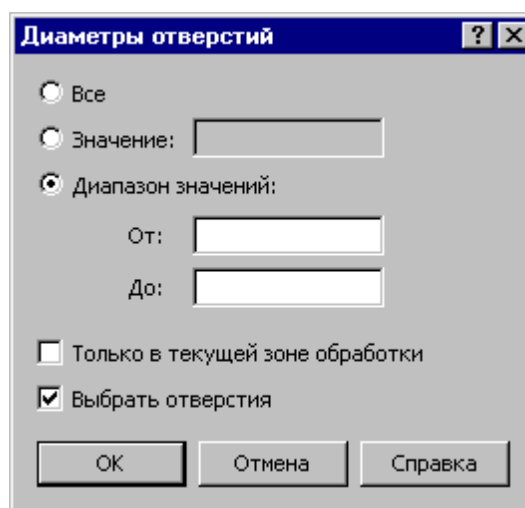 Диаметры отверстий
Все
Значение:
Диапазон значений:
От:
До:
Только в текущей зоне обработки
Выбрать отверстия
OK Отмена Справка